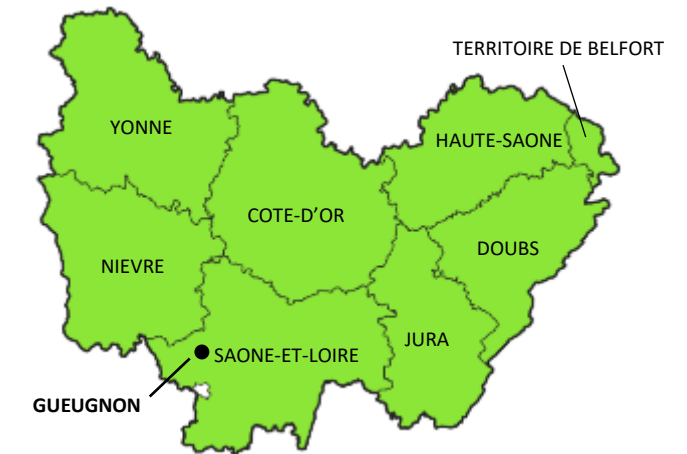 TERRITOIRE DE BELFORT
YONNE
HAUTE-SAONE
COTE-D'OR
DOUBS
NIEVRE
JURA
SAONE-ET-LOIRE
GUEUGNON